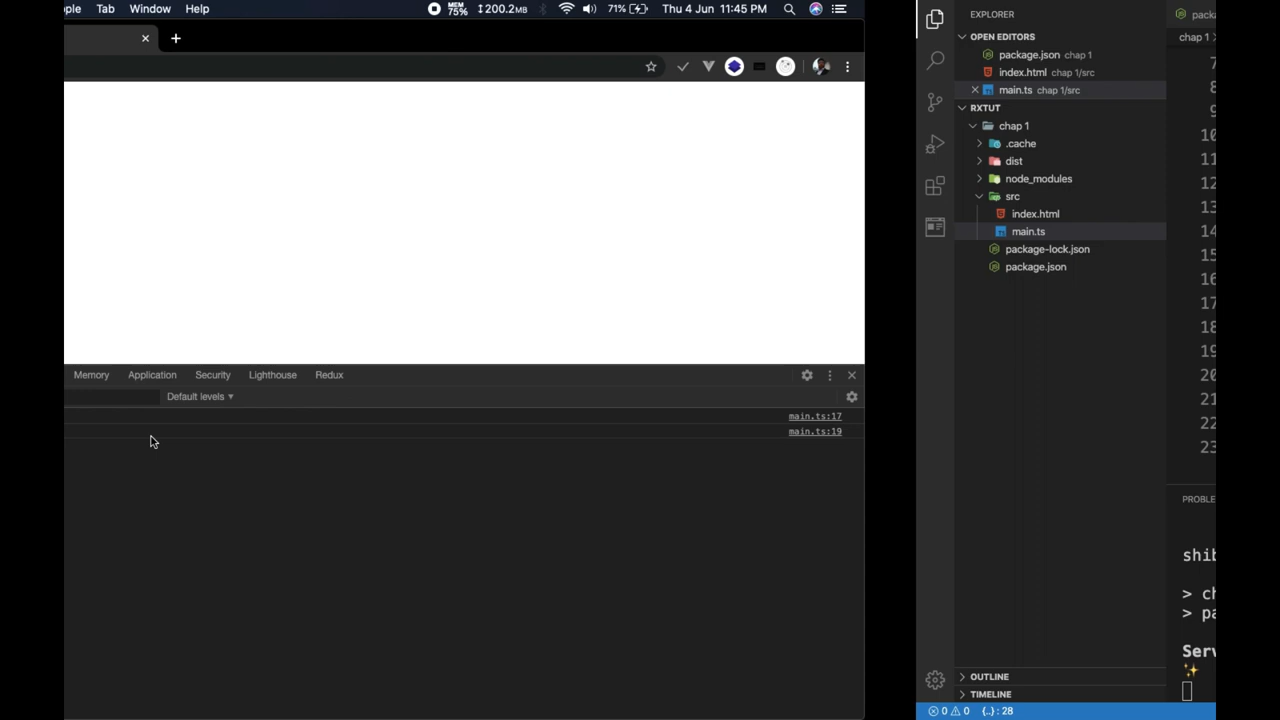 ople Tab Window Help MEM 75% 200.2MB 71% Thu 4 Jun 11:45 PM
Memory Application Security Lighthouse Redux
Default levels ▼
main.ts:17
main.ts:19
EXPLORER
OPEN EDITORS
package.json chap 1
index.html chap 1/src
main.ts chap 1/src
RXTUT
chap 1
.cache
dist
node_modules
src
index.html
main.ts
package-lock.json
package.json
OUTLINE
TIMELINE
0 0 {..} : 28
packa
chap 1 >
7
8
9
10
11
12
13
14
15
16
17
18
19
20
21
22
23
PROBLE
shib
> ch
> pa
Serv